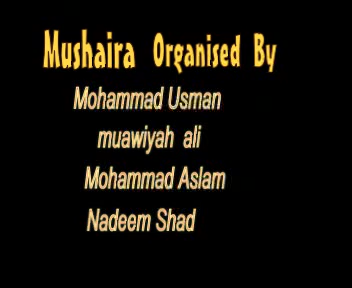 Mushaira Organised By
Mohammad Usman
muawiyah ali
Mohammad Aslam
Nadeem Shad